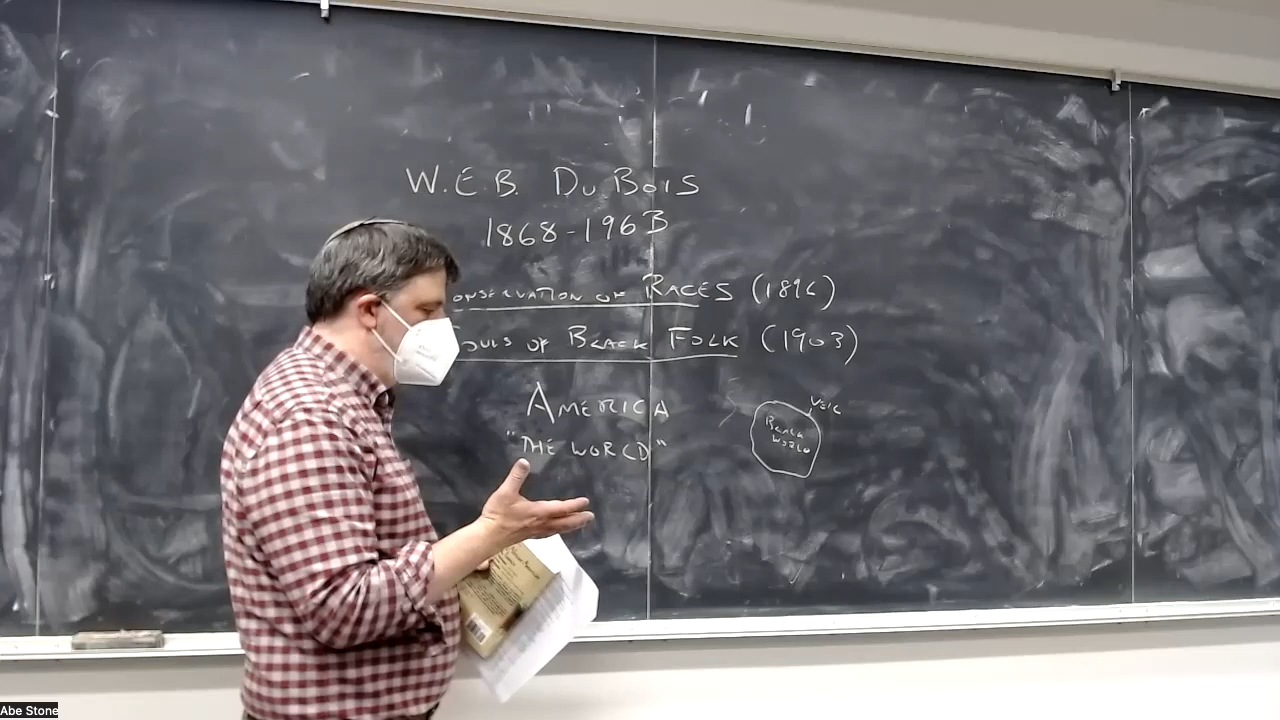 W.E.B. DU BOIS
1868-1963
ONSERVATION OF RACES (1896)
OULS OF BLACK FOLK (1903)
AMERICA
"THE WORLD"
VEIL
BLACK
WORLD
Abe Stone